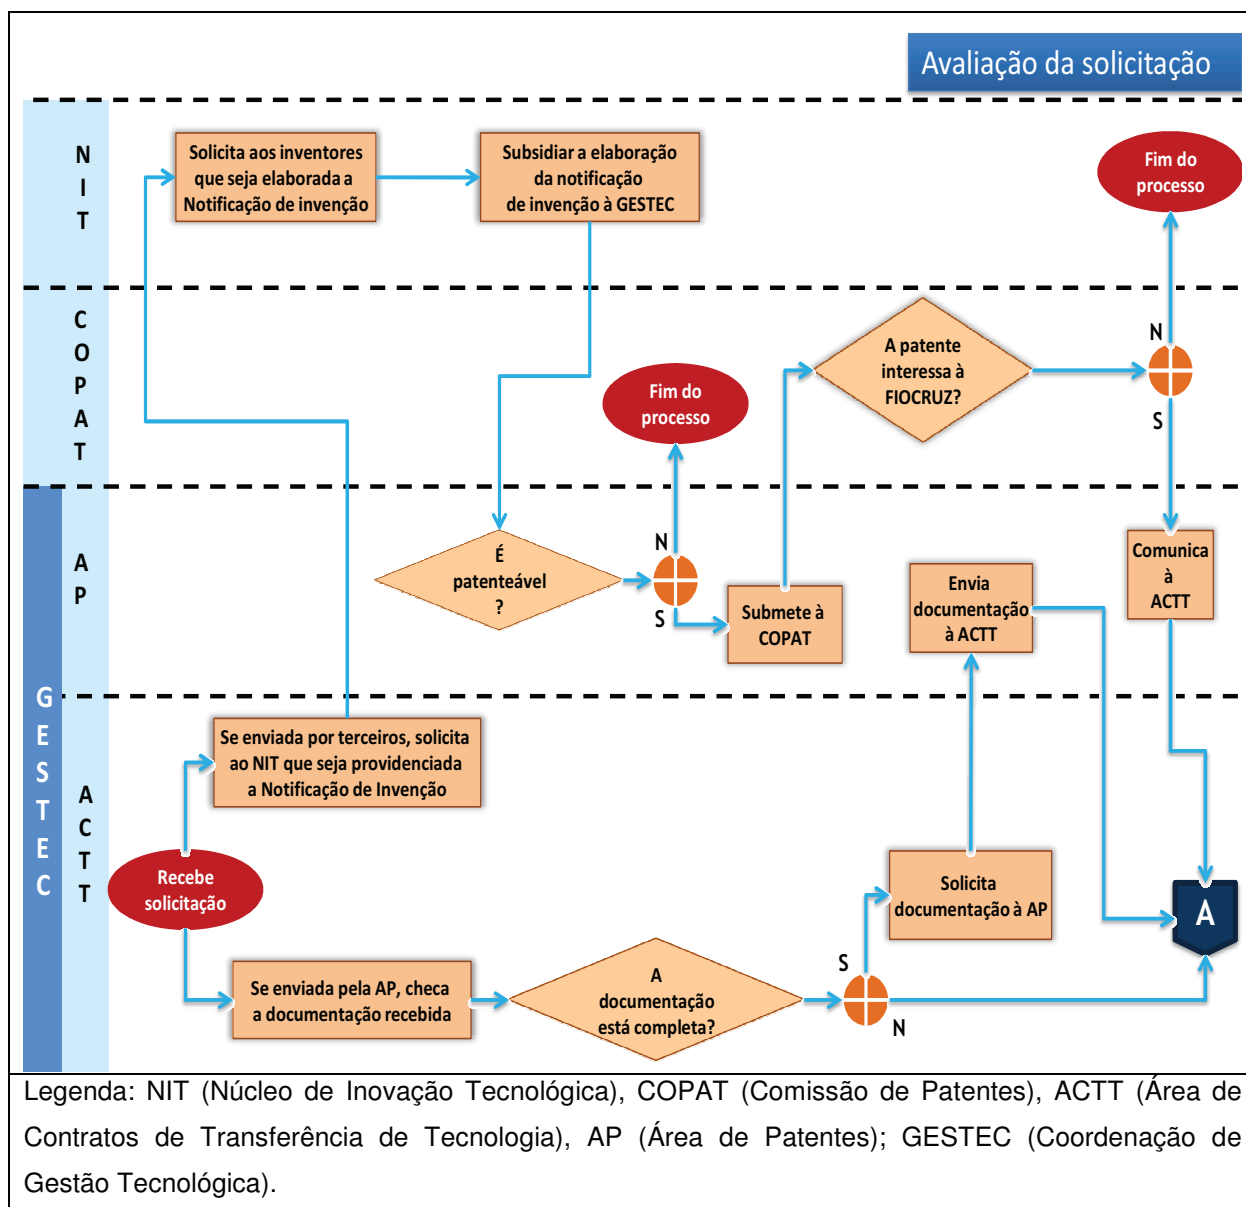 Avaliação da solicitação
N
I
T
Solicita aos inventores
que seja elaborada a
Notificação de invenção
Subsidiar a elaboração
da notificação
de invenção à GESTEC
Fim do
processo
C
O
P
A
T
Fim do
processo
A patente
interessa à
FIOCRUZ?
N
S
A
P
É
patenteável
?
N
S
Submete à
COPAT
Envia
documentação
à ACTT
Comunica
à
ACTT
G
E
S
T
E
C
A
C
T
T
Se enviada por terceiros, solicita
ao NIT que seja providenciada
a Notificação de Invenção
Recebe
solicitação
Se enviada pela AP, checa
a documentação recebida
A
documentação
está completa?
S
N
Solicita
documentação à AP
A
Legenda: NIT (Núcleo de Inovação Tecnológica), COPAT (Comissão de Patentes), ACTT (Área de
Contratos de Transferência de Tecnologia), AP (Área de Patentes); GESTEC (Coordenação de
Gestão Tecnológica).